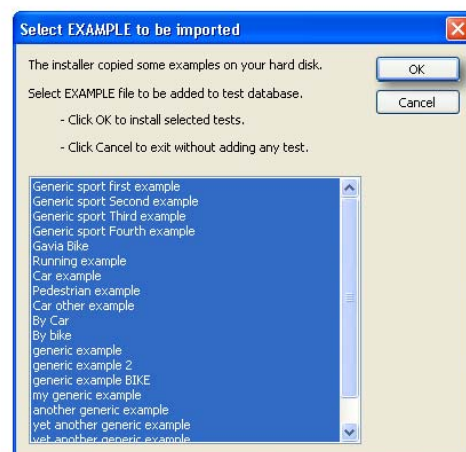 Select EXAMPLE to be imported
The installer copied some examples on your hard disk.
OK
Select EXAMPLE file to be added to test database.
Cancel
- Click OK to install selected tests.
- Click Cancel to exit without adding any test.
Generic sport first example
Generic sport Second example
Generic sport Third example
Generic sport Fourth example
Gavia Bike
Running example
Car example
Pedestrian example
Car other example
By Car
By bike
generic example
generic example 2
generic example BIKE
my generic example
another generic example
yet another generic example
yet another generic example